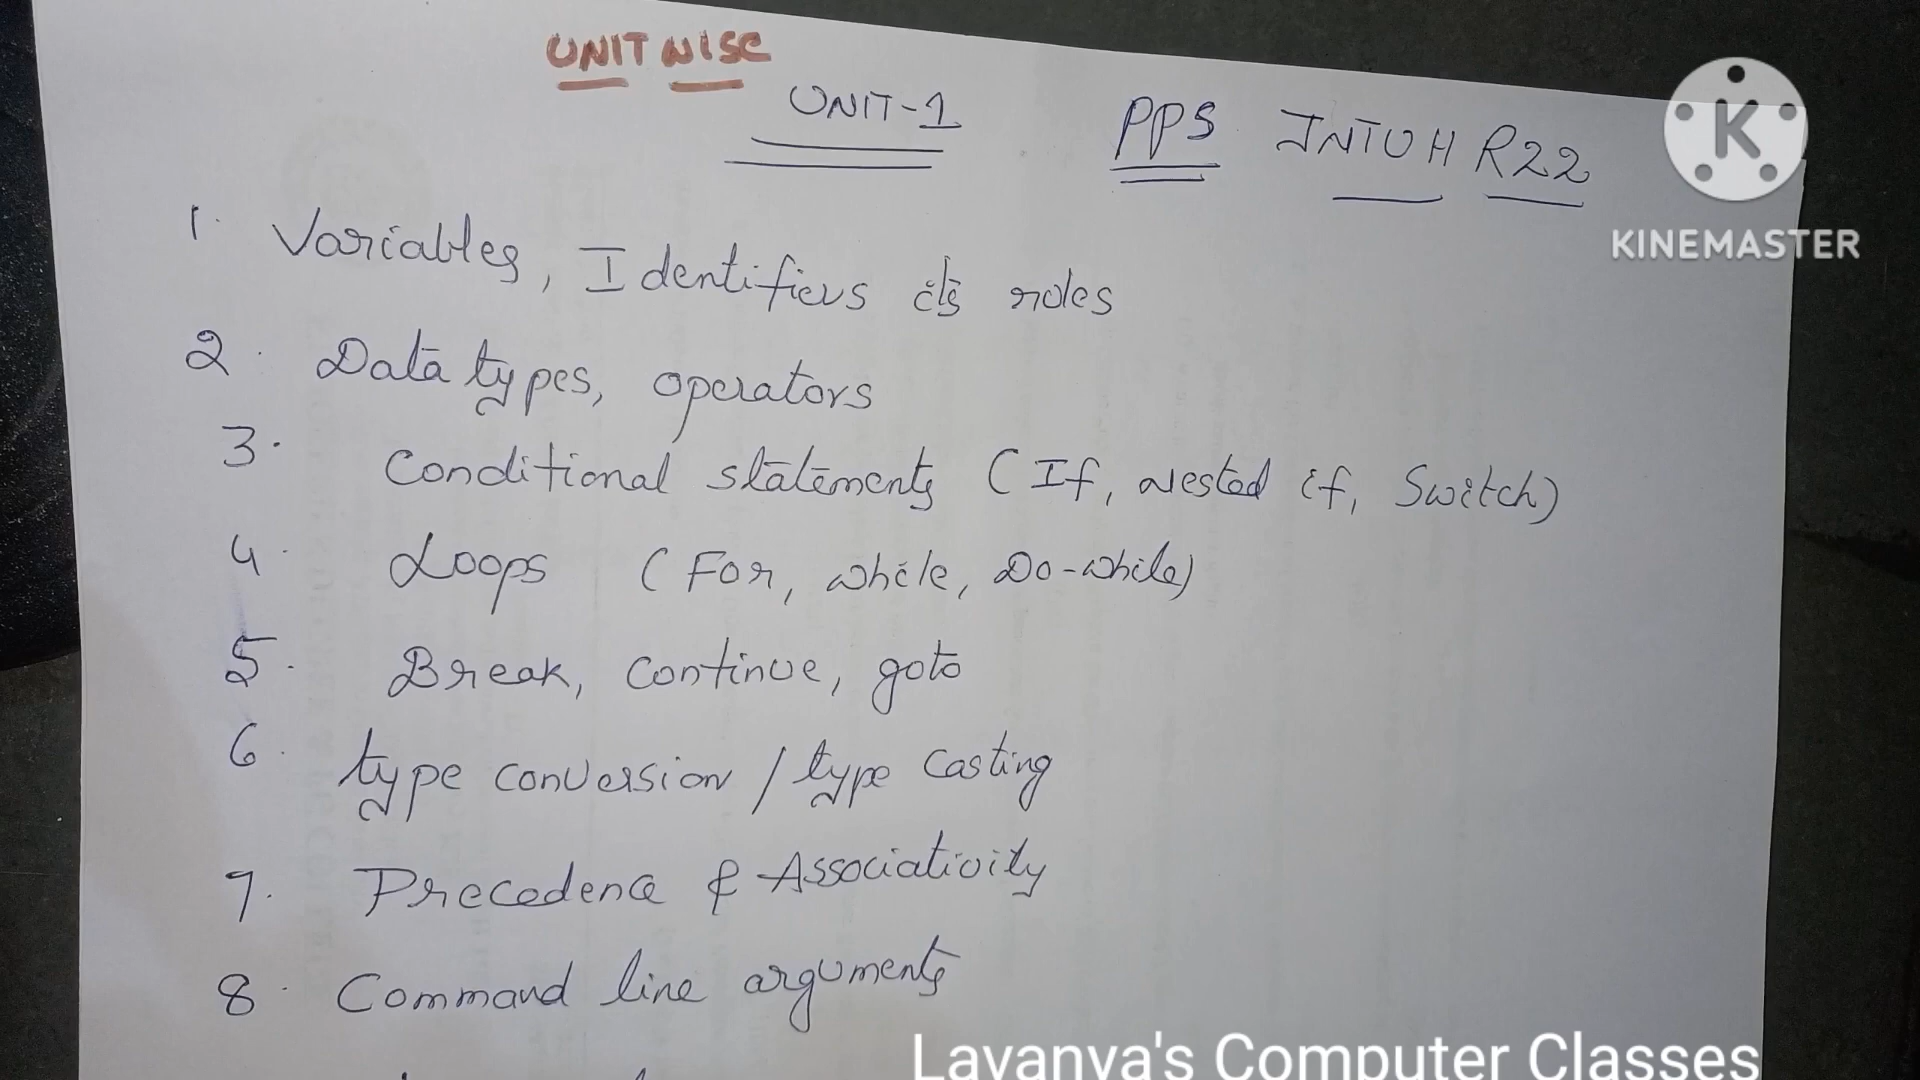 UNIT WISE
UNIT-1 PPS JNTUH R22
K
KINEMASTER
1. Variables, Identifiers its rules
2. Data types, operators
3. Conditional statements (If, Nested if, Switch)
4. Loops (For, while, Do-while)
5. Break, continue, goto
6. type conversion / type casting
7. Precedence & Associativity
8. Command line arguments
Lavanya's Computer Classes